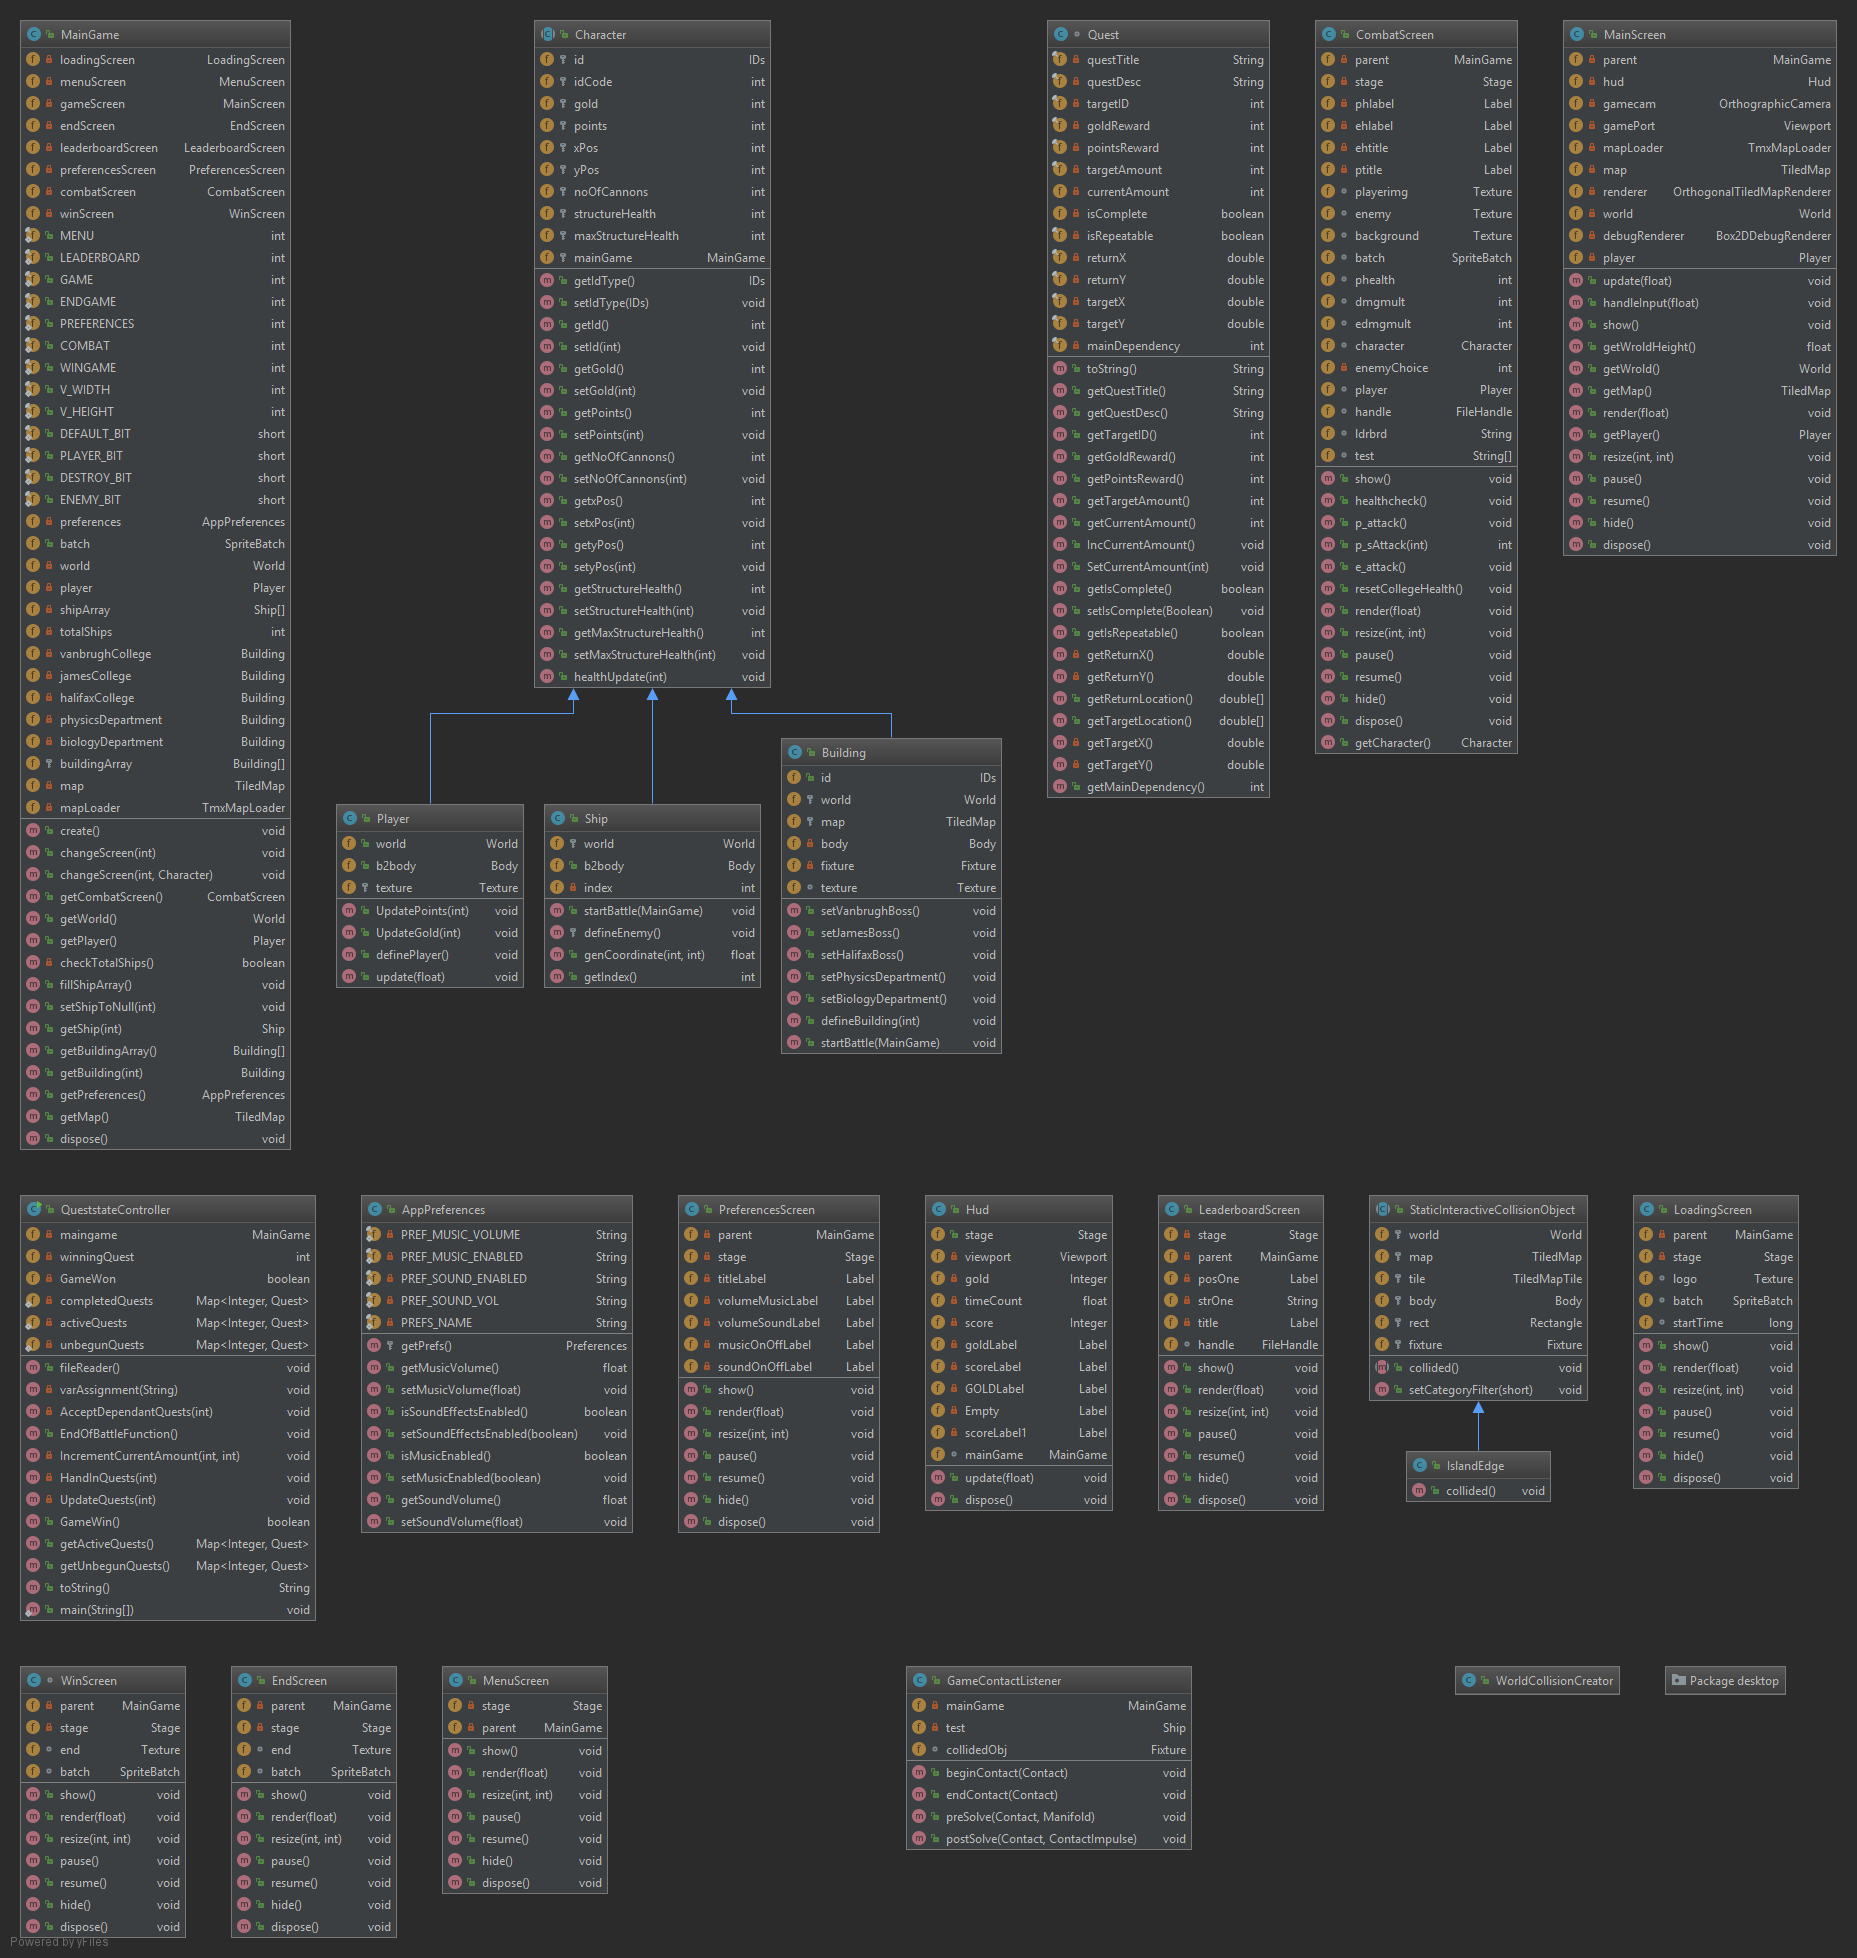 MainGame
loadingScreen LoadingScreen
menuScreen MenuScreen
gameScreen MainScreen
endScreen EndScreen
leaderboardScreen LeaderboardScreen
preferencesScreen PreferencesScreen
combatScreen CombatScreen
winScreen WinScreen
MENU int
LEADERBOARD int
GAME int
ENDGAME int
PREFERENCES int
COMBAT int
WINGAME int
V_WIDTH int
V_HEIGHT int
DEFAULT_BIT short
PLAYER_BIT short
DESTROY_BIT short
ENEMY_BIT short
preferences AppPreferences
batch SpriteBatch
world World
player Player
shipArray Ship[]
totalShips int
vanbrughCollege Building
jamesCollege Building
halifaxCollege Building
physicsDepartment Building
biologyDepartment Building
buildingArray Building[]
map TiledMap
mapLoader TmxMapLoader
create() void
changeScreen(int) void
changeScreen(int, Character) void
getCombatScreen() CombatScreen
getWorld() World
getPlayer() Player
checkTotalShips() boolean
fillShipArray() void
setShipToNull(int) void
getShip(int) Ship
getBuildingArray() Building[]
getBuilding(int) Building
getPreferences() AppPreferences
getMap() TiledMap
dispose() void
Character
id IDs
idCode int
gold int
points int
xPos int
yPos int
noOfCannons int
structureHealth int
maxStructureHealth int
mainGame MainGame
getIdType() IDs
setIdType(IDs) void
getId() int
setId(int) void
getGold() int
setGold(int) void
getPoints() int
setPoints(int) void
getNoOfCannons() int
setNoOfCannons(int) void
getxPos() int
setxPos(int) void
getyPos() int
setyPos(int) void
getStructureHealth() int
setStructureHealth(int) void
getMaxStructureHealth() int
setMaxStructureHealth(int) void
healthUpdate(int) void
Player
world World
b2body Body
texture Texture
UpdatePoints(int) void
UpdateGold(int) void
definePlayer() void
update(float) void
Ship
world World
b2body Body
index int
startBattle(MainGame) void
defineEnemy() void
genCoordinate(int, int) float
getIndex() int
Building
id IDs
world World
map TiledMap
body Body
fixture Fixture
texture Texture
setVanbrughBoss() void
setJamesBoss() void
setHalifaxBoss() void
setPhysicsDepartment() void
setBiologyDepartment() void
defineBuilding(int) void
startBattle(MainGame) void
Quest
questTitle String
questDesc String
targetID int
goldReward int
pointsReward int
targetAmount int
currentAmount int
isComplete boolean
isRepeatable boolean
returnX double
returnY double
targetX double
targetY double
mainDependency int
toString() String
getQuestTitle() String
getQuestDesc() String
getTargetID() int
getGoldReward() int
getPointsReward() int
getTargetAmount() int
getCurrentAmount() int
IncCurrentAmount() void
SetCurrentAmount(int) void
getIsComplete() boolean
setIsComplete(Boolean) void
getIsRepeatable() boolean
getReturnX() double
getReturnY() double
getReturnLocation() double[]
getTargetLocation() double[]
getTargetX() double
getTargetY() double
getMainDependency() int
CombatScreen
parent MainGame
stage Stage
phlabel Label
ehlabel Label
ehtitle Label
ptitle Label
playerimg Texture
enemy Texture
background Texture
batch SpriteBatch
phealth int
dmgmult int
edmgmult int
character Character
enemyChoice int
player Player
handle FileHandle
ldrbrd String
test String[]
show() void
healthcheck() void
p_attack() void
p_sAttack(int) int
e_attack() void
resetCollegeHealth() void
render(float) void
resize(int, int) void
pause() void
resume() void
hide() void
dispose() void
getCharacter() Character
MainScreen
parent MainGame
hud Hud
gamecam OrthographicCamera
gamePort Viewport
mapLoader TmxMapLoader
map TiledMap
renderer OrthogonalTiledMapRenderer
world World
debugRenderer Box2DDebugRenderer
player Player
update(float) void
handleInput(float) void
show() void
getWroldHeight() float
getWrold() World
getMap() TiledMap
render(float) void
getPlayer() Player
resize(int, int) void
pause() void
resume() void
hide() void
dispose() void
QueststateController
maingame MainGame
winningQuest int
GameWon boolean
completedQuests Map<Integer, Quest>
activeQuests Map<Integer, Quest>
unbegunQuests Map<Integer, Quest>
fileReader() void
varAssignment(String) void
AcceptDependantQuests(int) void
EndOfBattleFunction() void
IncrementCurrentAmount(int, int) void
HandInQuests(int) void
UpdateQuests(int) void
GameWin() boolean
getActiveQuests() Map<Integer, Quest>
getUnbegunQuests() Map<Integer, Quest>
toString() String
main(String[]) void
AppPreferences
PREF_MUSIC_VOLUME String
PREF_MUSIC_ENABLED String
PREF_SOUND_ENABLED String
PREF_SOUND_VOL String
PREFS_NAME String
getPrefs() Preferences
getMusicVolume() float
setMusicVolume(float) void
isSoundEffectsEnabled() boolean
setSoundEffectsEnabled(boolean) void
isMusicEnabled() boolean
setMusicEnabled(boolean) void
getSoundVolume() float
setSoundVolume(float) void
PreferencesScreen
parent MainGame
stage Stage
titleLabel Label
volumeMusicLabel Label
volumeSoundLabel Label
musicOnOffLabel Label
soundOnOffLabel Label
show() void
render(float) void
resize(int, int) void
pause() void
resume() void
hide() void
dispose() void
Hud
stage Stage
viewport Viewport
gold Integer
timeCount float
score Integer
goldLabel Label
scoreLabel Label
GOLDLabel Label
Empty Label
scoreLabel1 Label
mainGame MainGame
update(float) void
dispose() void
LeaderboardScreen
stage Stage
parent MainGame
posOne Label
strOne String
title Label
handle FileHandle
show() void
render(float) void
resize(int, int) void
pause() void
resume() void
hide() void
dispose() void
StaticInteractiveCollisionObject
world World
map TiledMap
tile TiledMapTile
body Body
rect Rectangle
fixture Fixture
collided() void
setCategoryFilter(short) void
IslandEdge
collided() void
LoadingScreen
parent MainGame
stage Stage
logo Texture
batch SpriteBatch
startTime long
show() void
render(float) void
resize(int, int) void
pause() void
resume() void
hide() void
dispose() void
WinScreen
parent MainGame
stage Stage
end Texture
batch SpriteBatch
show() void
render(float) void
resize(int, int) void
pause() void
resume() void
hide() void
dispose() void
EndScreen
parent MainGame
stage Stage
end Texture
batch SpriteBatch
show() void
render(float) void
resize(int, int) void
pause() void
resume() void
hide() void
dispose() void
MenuScreen
stage Stage
parent MainGame
show() void
render(float) void
resize(int, int) void
pause() void
resume() void
hide() void
dispose() void
GameContactListener
mainGame MainGame
test Ship
collidedObj Fixture
beginContact(Contact) void
endContact(Contact) void
preSolve(Contact, Manifold) void
postSolve(Contact, ContactImpulse) void
WorldCollisionCreator
Package desktop
Powered by yFiles